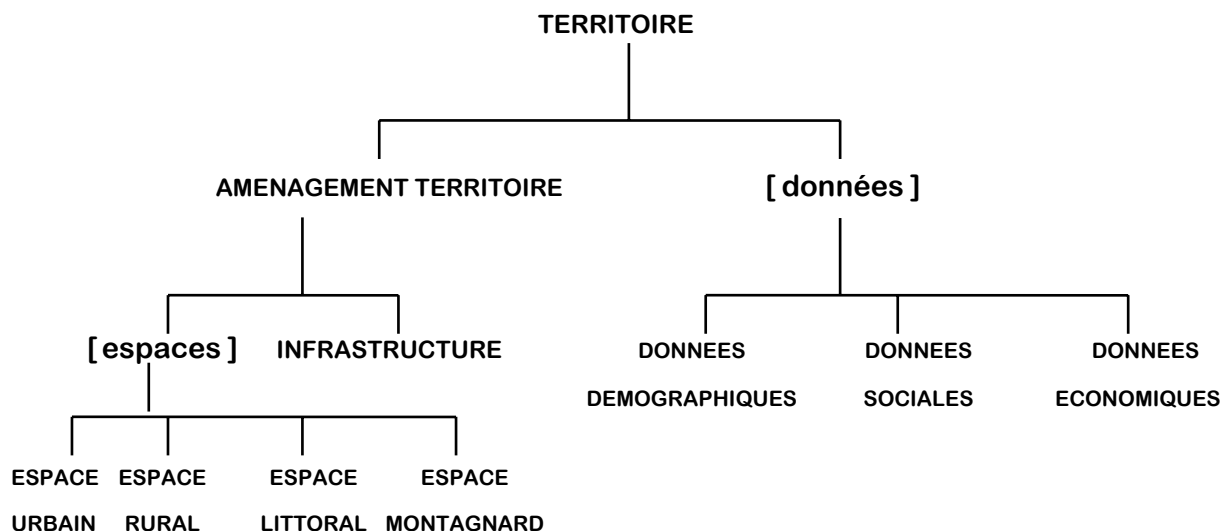 TERRITOIRE
AMENAGEMENT TERRITOIRE [ données ]
[ espaces ] INFRASTRUCTURE DONNEES DONNEES DONNEES
DEMOGRAPHIQUES SOCIALES ECONOMIQUES
ESPACE ESPACE ESPACE ESPACE
URBAIN RURAL LITTORAL MONTAGNARD